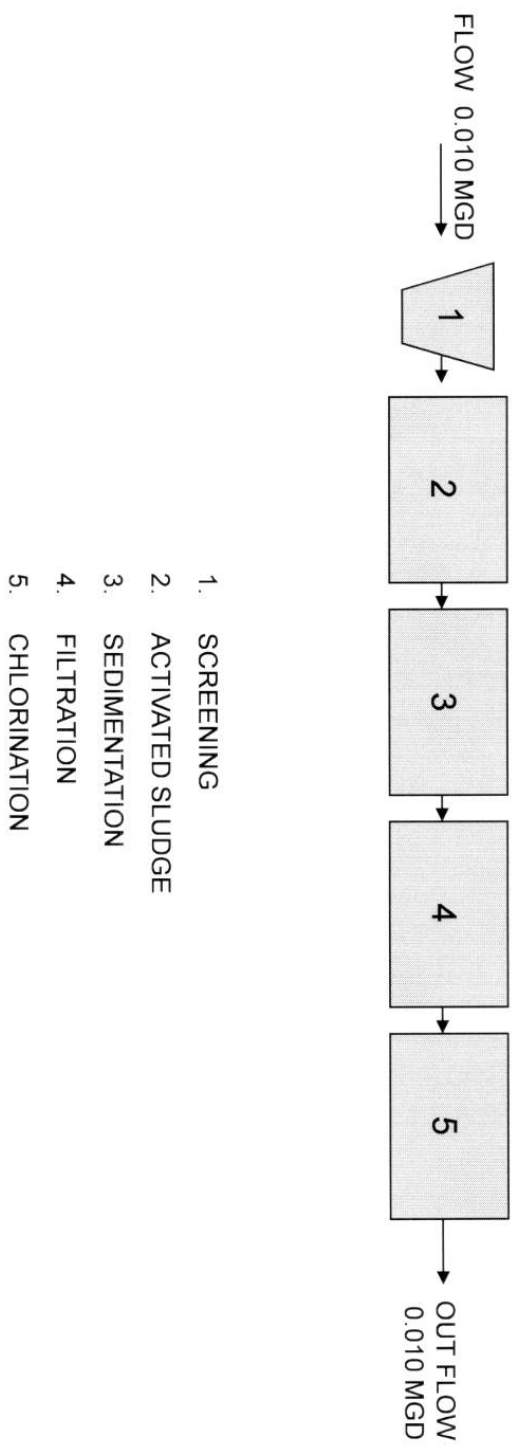 FLOW 0.010 MGD
1
2
3
4
5
OUT FLOW
0.010 MGD
1. SCREENING
2. ACTIVATED SLUDGE
3. SEDIMENTATION
4. FILTRATION
5. CHLORINATION